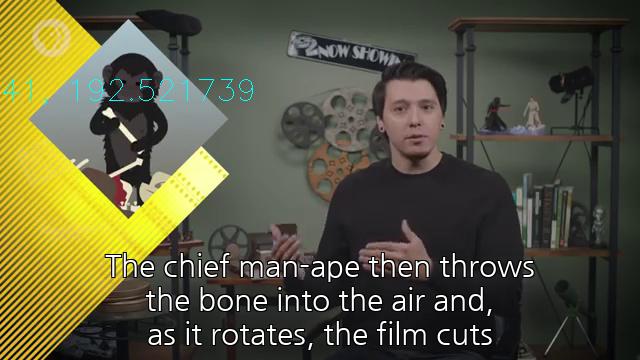 NOW SHOWING
41, 192.521739
The chief man-ape then throws
the bone into the air and,
as it rotates, the film cuts